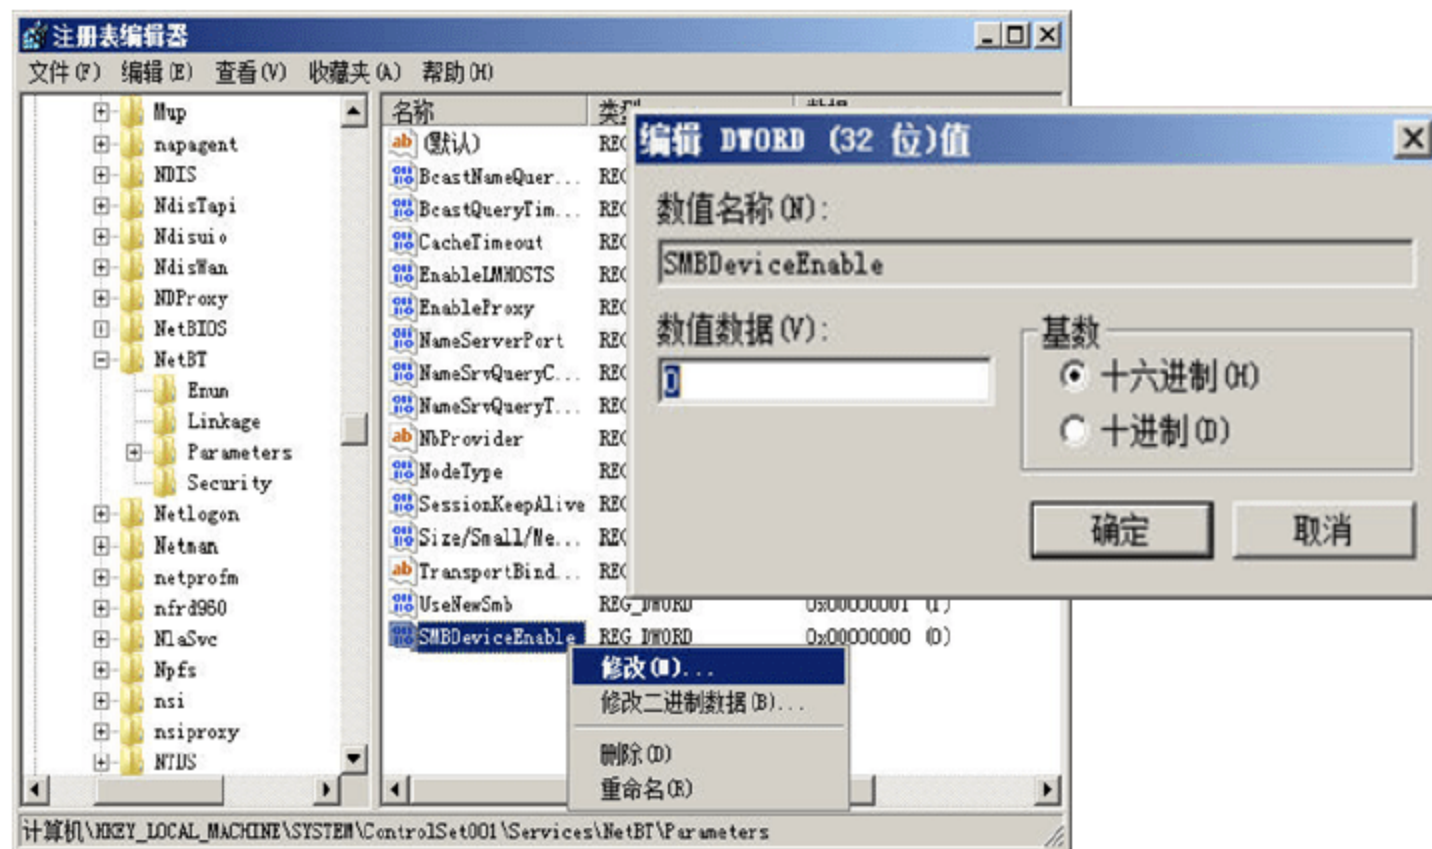 注册表编辑器
文件(F) 编辑(E) 查看(V) 收藏夹(A) 帮助(H)
Mup
napagent
NDIS
NdisTapi
Ndisuio
NdisWan
NDProxy
NetBIOS
NetBT
Enum
Linkage
Parameters
Security
Netlogon
Netman
netprofm
nfrd960
NlaSvc
Npfs
nsi
nsiproxy
NTDS
名称 类型
(默认)
BcastNameQuer...
BcastQueryTim...
CacheTimeout
EnableLMHOSTS
EnableProxy
NameServerPort
NameSrvQueryC...
NameSrvQueryT...
NbProvider
NodeType
SessionKeepAlive
Size/Small/Me...
TransportBind...
UseNewSmb REG_DWORD 0x00000001 (1)
SMBDeviceEnable REG_DWORD 0x00000000 (0)
修改(M)...
修改二进制数据(B)...
删除(D)
重命名(R)
计算机\HKEY_LOCAL_MACHINE\SYSTEM\ControlSet001\Services\NetBT\Parameters
编辑 DWORD (32 位)值
数值名称(N):
SMBDeviceEnable
数值数据(V):
0
基数
十六进制(H)
十进制(D)
确定 取消